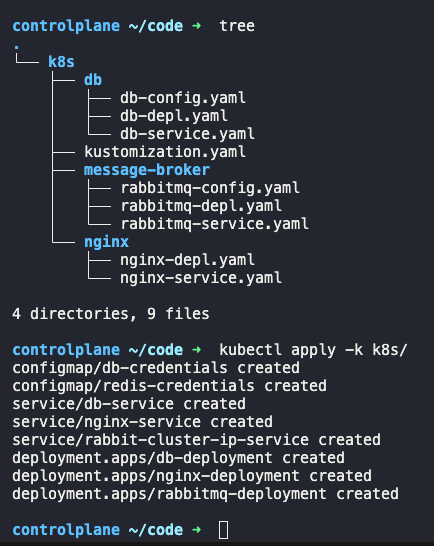 controlplane ~/code ➜ tree
.
└── k8s
    ├── db
    │   ├── db-config.yaml
    │   ├── db-depl.yaml
    │   └── db-service.yaml
    ├── kustomization.yaml
    ├── message-broker
    │   ├── rabbitmq-config.yaml
    │   ├── rabbitmq-depl.yaml
    │   └── rabbitmq-service.yaml
    └── nginx
        ├── nginx-depl.yaml
        └── nginx-service.yaml
4 directories, 9 files
controlplane ~/code ➜ kubectl apply -k k8s/
configmap/db-credentials created
configmap/redis-credentials created
service/db-service created
service/nginx-service created
service/rabbit-cluster-ip-service created
deployment.apps/db-deployment created
deployment.apps/nginx-deployment created
deployment.apps/rabbitmq-deployment created
controlplane ~/code ➜